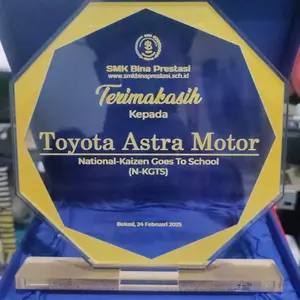 SMK Bina Prestasi
www.smkbinaprestasi.sch.id
Terimakasih
Kepada
Toyota Astra Motor
National-Kaizen Goes To School
(N-KGTS)
Bekasi, 24 Februari 2025